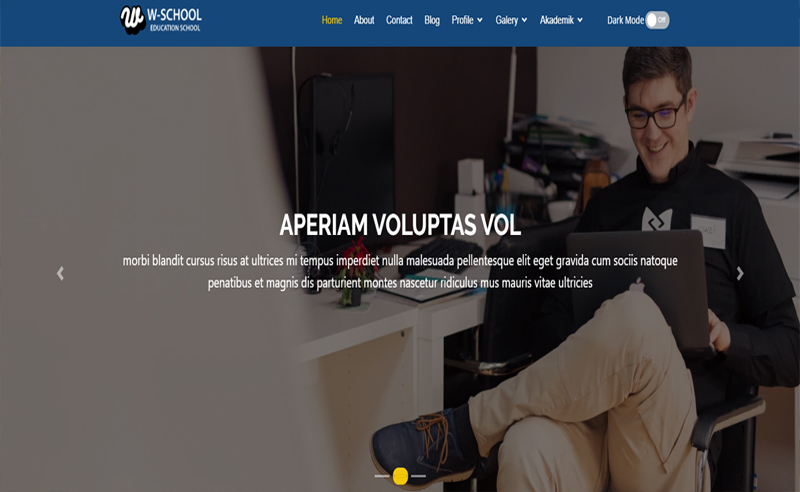 W-SCHOOL
EDUCATION SCHOOL
Home About Contact Blog Profile Galery Akademik Dark Mode Off
APERIAM VOLUPTAS VOL
morbi blandit cursus risus at ultrices mi tempus imperdiet nulla malesuada pellentesque elit eget gravida cum sociis natoque
penatibus et magnis dis parturient montes nascetur ridiculus mus mauris vitae ultricies